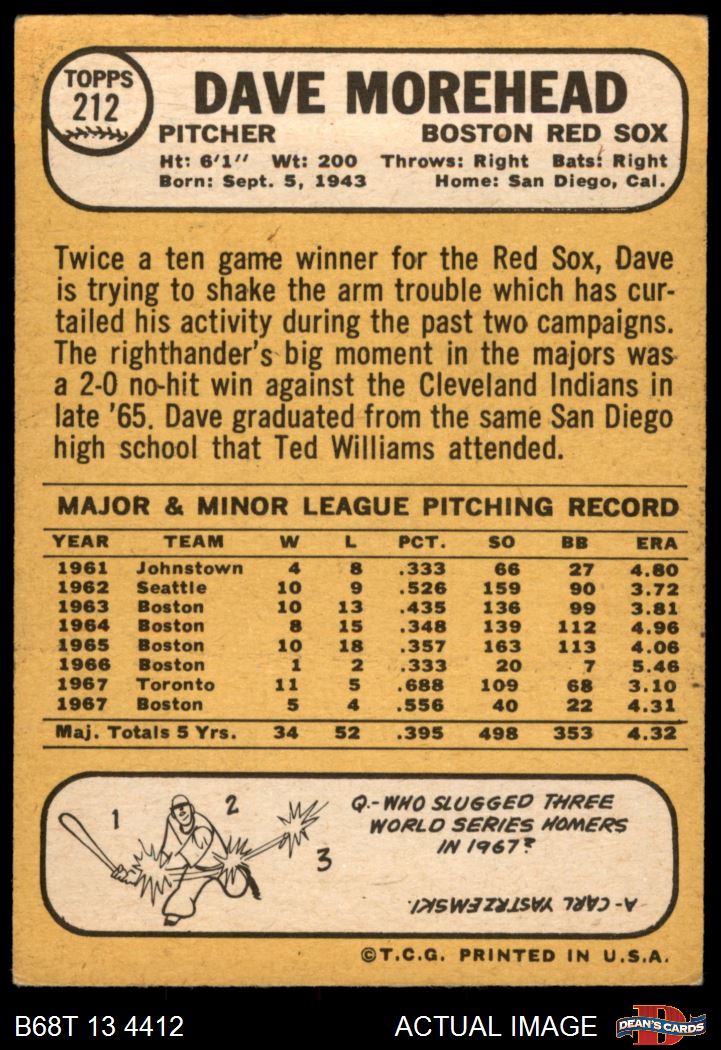 TOPPS
212
DAVE MOREHEAD
PITCHER BOSTON RED SOX
Ht: 6'1" Wt: 200 Throws: Right Bats: Right
Born: Sept. 5, 1943 Home: San Diego, Cal.
Twice a ten game winner for the Red Sox, Dave
is trying to shake the arm trouble which has cur-
tailed his activity during the past two campaigns.
The righthander's big moment in the majors was
a 2-0 no-hit win against the Cleveland Indians in
late '65. Dave graduated from the same San Diego
high school that Ted Williams attended.
MAJOR & MINOR LEAGUE PITCHING RECORD
YEAR TEAM W L PCT. SO BB ERA
1961 Johnstown 4 8 .333 66 27 4.80
1962 Seattle 10 9 .526 159 90 3.72
1963 Boston 10 13 .435 136 99 3.81
1964 Boston 8 15 .348 139 112 4.96
1965 Boston 10 18 .357 163 113 4.06
1966 Boston 1 2 .333 20 7 5.46
1967 Toronto 11 5 .688 109 68 3.10
1967 Boston 5 4 .556 40 22 4.31
Maj. Totals 5 Yrs. 34 52 .395 498 353 4.32
1 2 3
Q.-WHO SLUGGED THREE
WORLD SERIES HOMERS
IN 1967?
A-CARL YASTRZEMSKI.
©T.C.G. PRINTED IN U.S.A.
B68T 13 4412 ACTUAL IMAGE D
DEAN'S CARDS